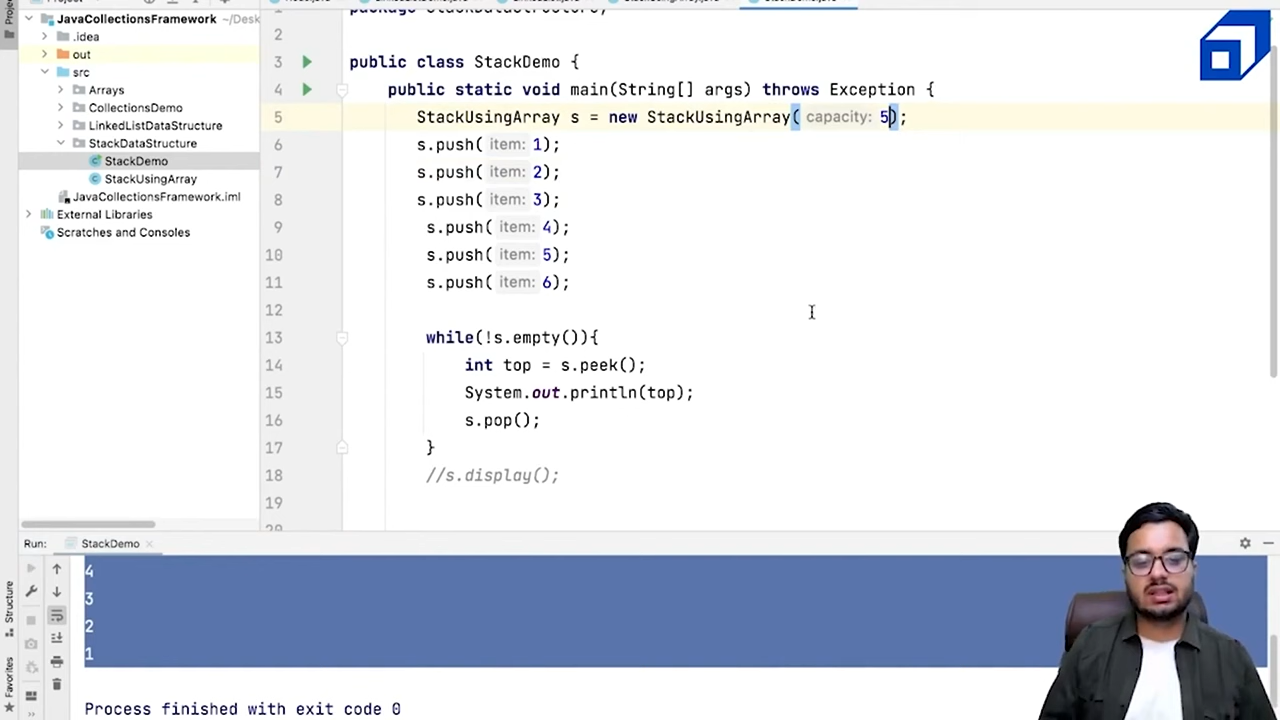 JavaCollectionsFramework ~/Desk
.idea
out
src
Arrays
CollectionsDemo
LinkedListDataStructure
StackDataStructure
StackDemo
StackUsingArray
JavaCollectionsFramework.iml
External Libraries
Scratches and Consoles
2
3 public class StackDemo {
4 public static void main(String[] args) throws Exception {
5 StackUsingArray s = new StackUsingArray( capacity: 5);
6 s.push( item: 1);
7 s.push( item: 2);
8 s.push( item: 3);
9 s.push( item: 4);
10 s.push( item: 5);
11 s.push( item: 6);
12
13 while(!s.empty()){
14 int top = s.peek();
15 System.out.println(top);
16 s.pop();
17 }
18 //s.display();
19
Run: StackDemo
4
3
2
1
Process finished with exit code 0
Structure
Favorites